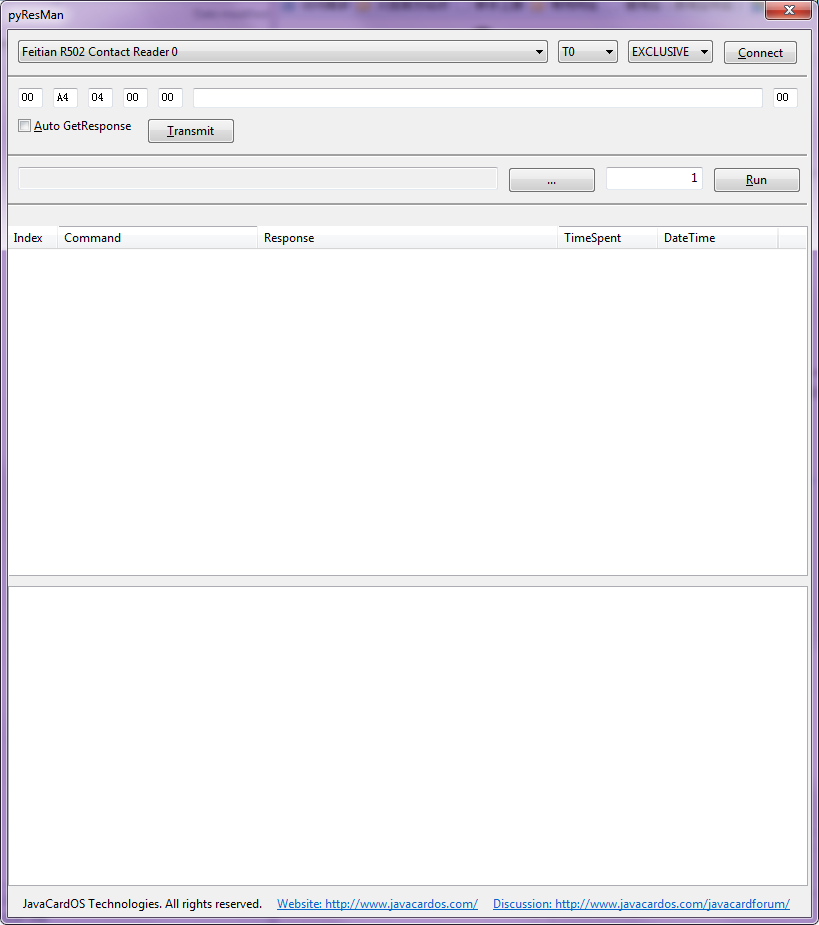 pyResMan
Feitian R502 Contact Reader 0 T0 EXCLUSIVE Connect
00 A4 04 00 00 00
Auto GetResponse Transmit
... 1 Run
Index Command Response TimeSpent DateTime
JavaCardOS Technologies. All rights reserved. Website: http://www.javacardos.com/ Discussion: http://www.javacardos.com/javacardforum/